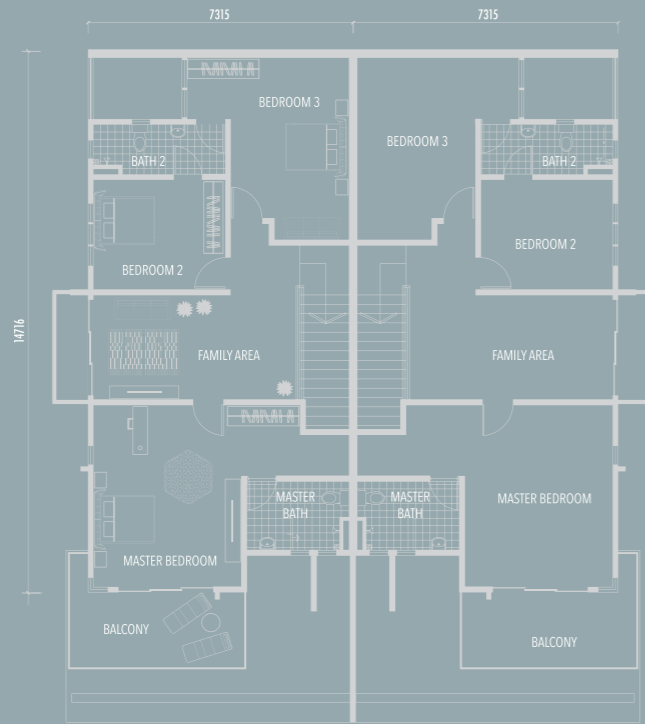 7315
7315
BEDROOM 3
BEDROOM 3
BATH 2
BATH 2
BEDROOM 2
BEDROOM 2
14716
FAMILY AREA
FAMILY AREA
MASTER
BATH
MASTER
BATH
MASTER BEDROOM
MASTER BEDROOM
BALCONY
BALCONY